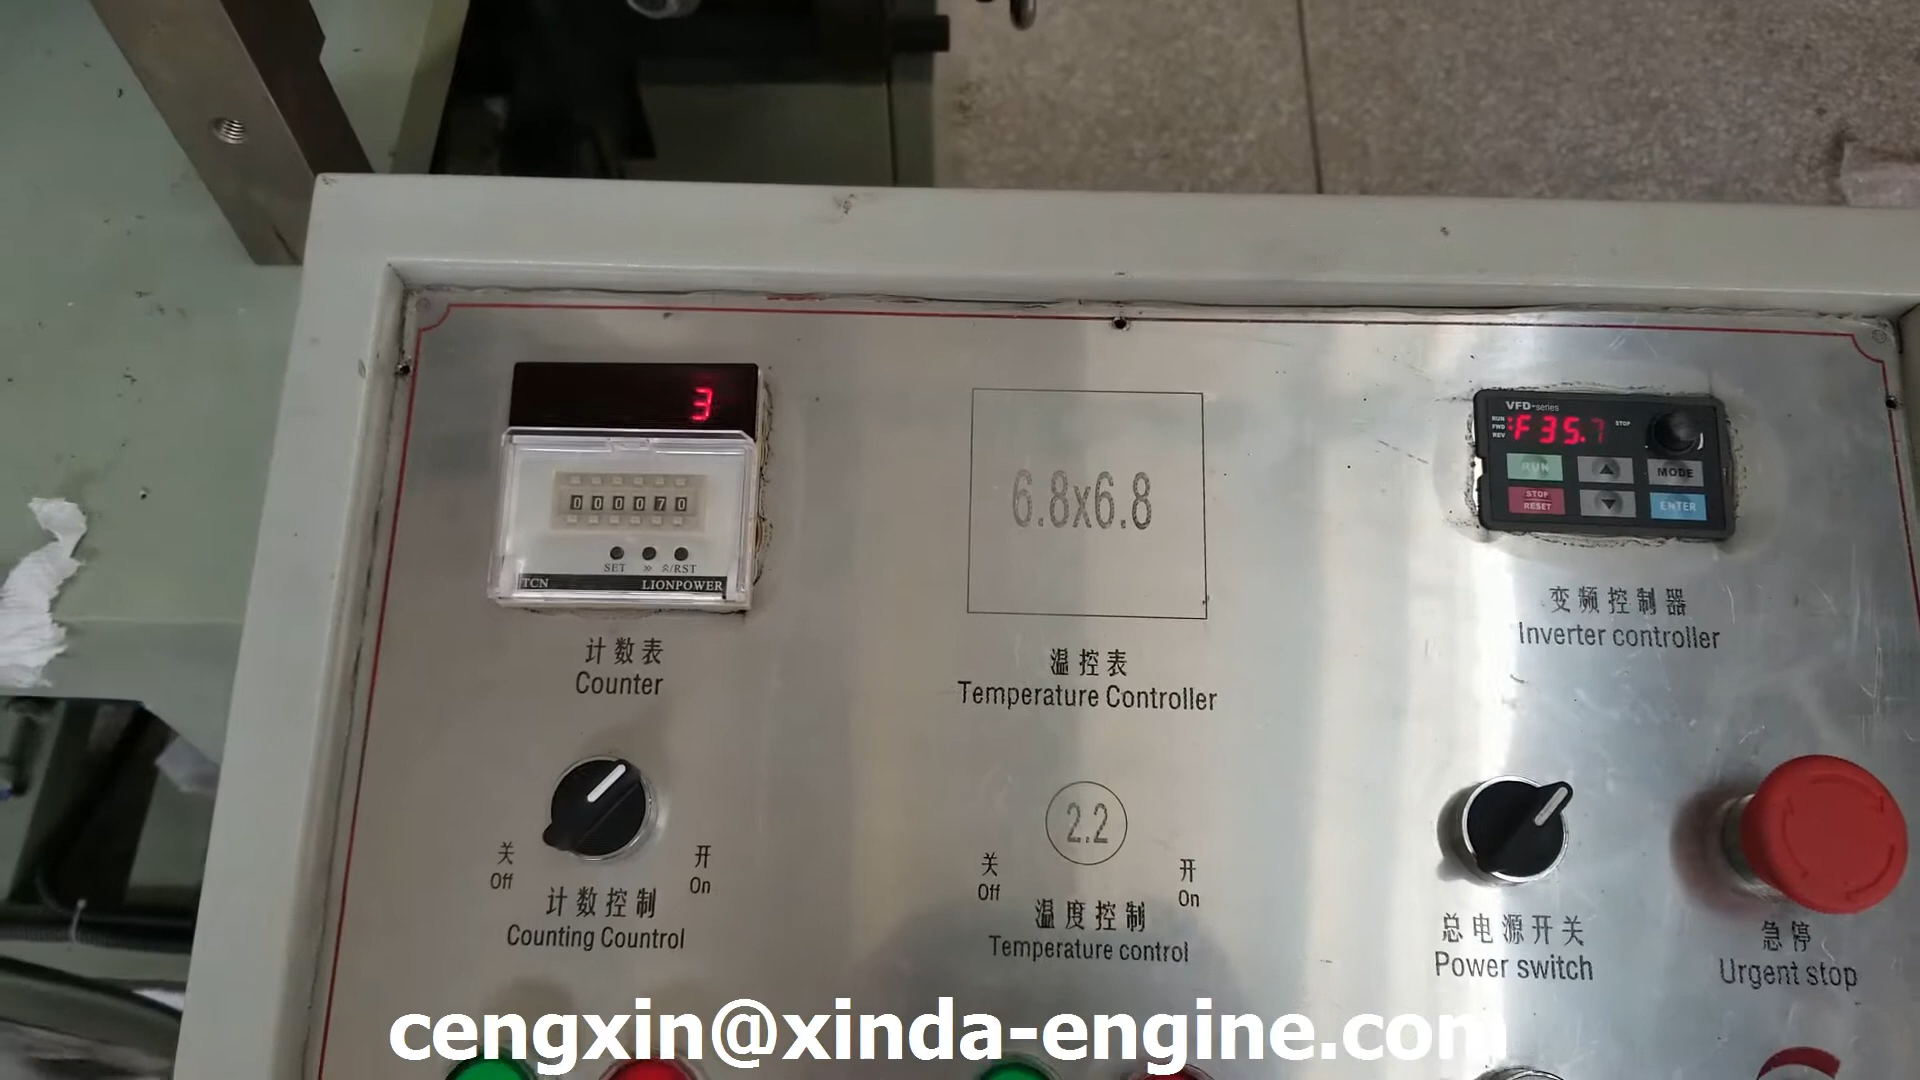 3
000070
SET » ︽/RST
TCN LIONPOWER
计数表
Counter
关
Off
开
On
计数控制
Counting Countrol
6.8x6.8
温控表
Temperature Controller
2.2
关
Off
开
On
温度控制
Temperature control
VFD-series
RUN
FWD
REV
F35.7
STOP
RUN
MODE
STOP
RESET
ENTER
变频控制器
Inverter controller
总电源开关
Power switch
急停
Urgent stop
cengxin@xinda-engine.com